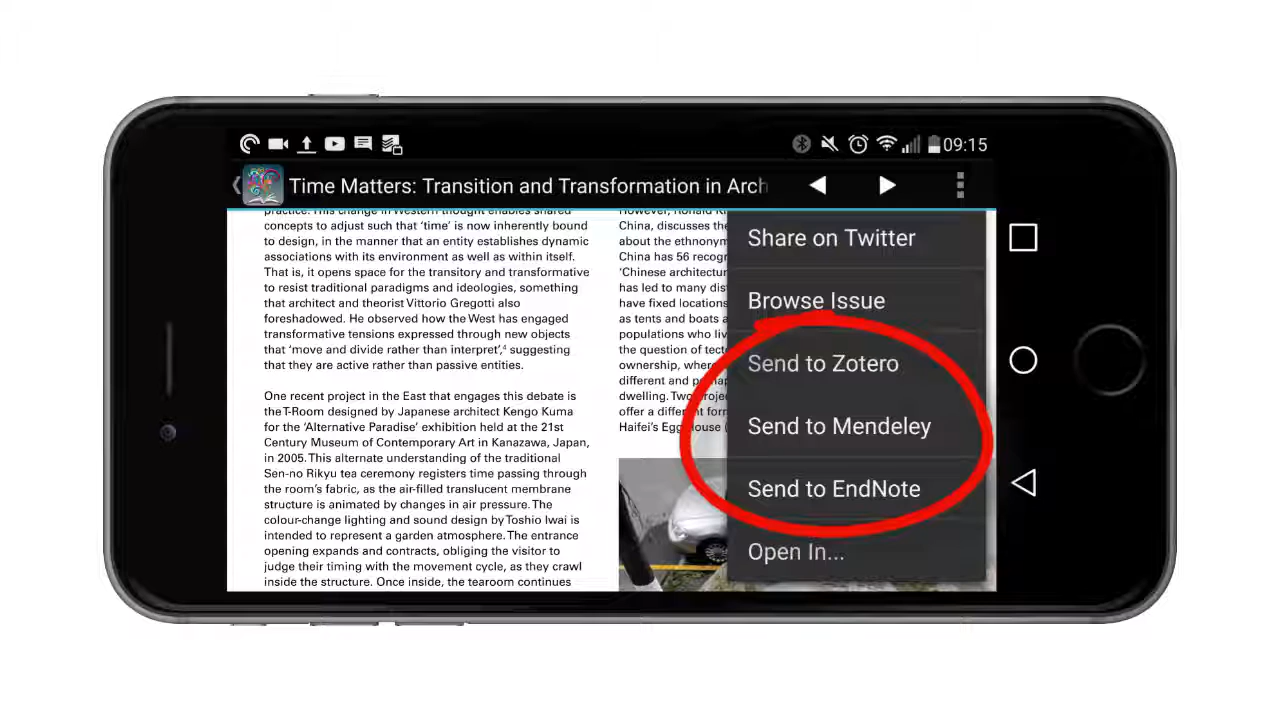 09:15
Time Matters: Transition and Transformation in Arch
practice. This change in Western thought enables shared
concepts to adjust such that ‘time’ is now inherently bound
to design, in the manner that an entity establishes dynamic
associations with its environment as well as within itself.
That is, it opens space for the transitory and transformative
to resist traditional paradigms and ideologies, something
that architect and theorist Vittorio Gregotti also
foreshadowed. He observed how the West has engaged
transformative tensions expressed through new objects
that ‘move and divide rather than interpret’,⁴ suggesting
that they are active rather than passive entities.
One recent project in the East that engages this debate is
the T-Room designed by Japanese architect Kengo Kuma
for the ‘Alternative Paradise’ exhibition held at the 21st
Century Museum of Contemporary Art in Kanazawa, Japan,
in 2005. This alternate understanding of the traditional
Sen-no Rikyu tea ceremony registers time passing through
the room’s fabric, as the air-filled translucent membrane
structure is animated by changes in air pressure. The
colour-change lighting and sound design by Toshio Iwai is
intended to represent a garden atmosphere. The entrance
opening expands and contracts, obliging the visitor to
judge their timing with the movement cycle, as they crawl
inside the structure. Once inside, the tearoom continues
However, Ronald
China, discusses the
about the ethnonym
China has 56 recogn
‘Chinese architectur
has led to many dis
have fixed locations
as tents and boats a
populations who liv
the question of tect
ownership, where
different and perhap
dwelling. Two proje
offer a different form
Haifei’s Egg House (
Share on Twitter
Browse Issue
Send to Zotero
Send to Mendeley
Send to EndNote
Open In...